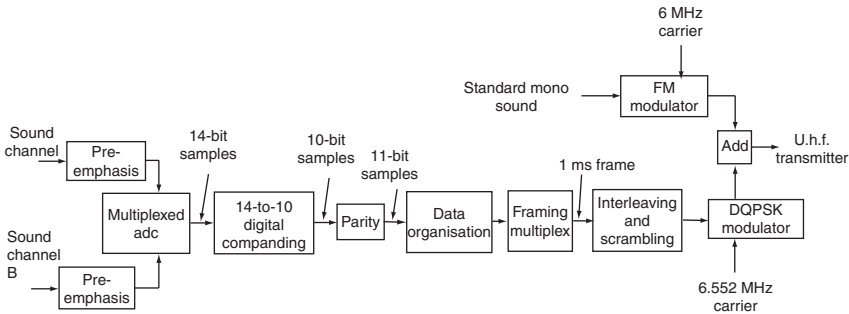 6 MHz
carrier
Standard mono
sound
FM
modulator
Add
U.h.f.
transmitter
Sound
channel
Pre-
emphasis
14-bit
samples
10-bit
samples
11-bit
samples
1 ms frame
Multiplexed
adc
14-to-10
digital
companding
Parity
Data
organisation
Framing
multiplex
Interleaving
and
scrambling
DQPSK
modulator
Sound
channel
B
Pre-
emphasis
6.552 MHz
carrier